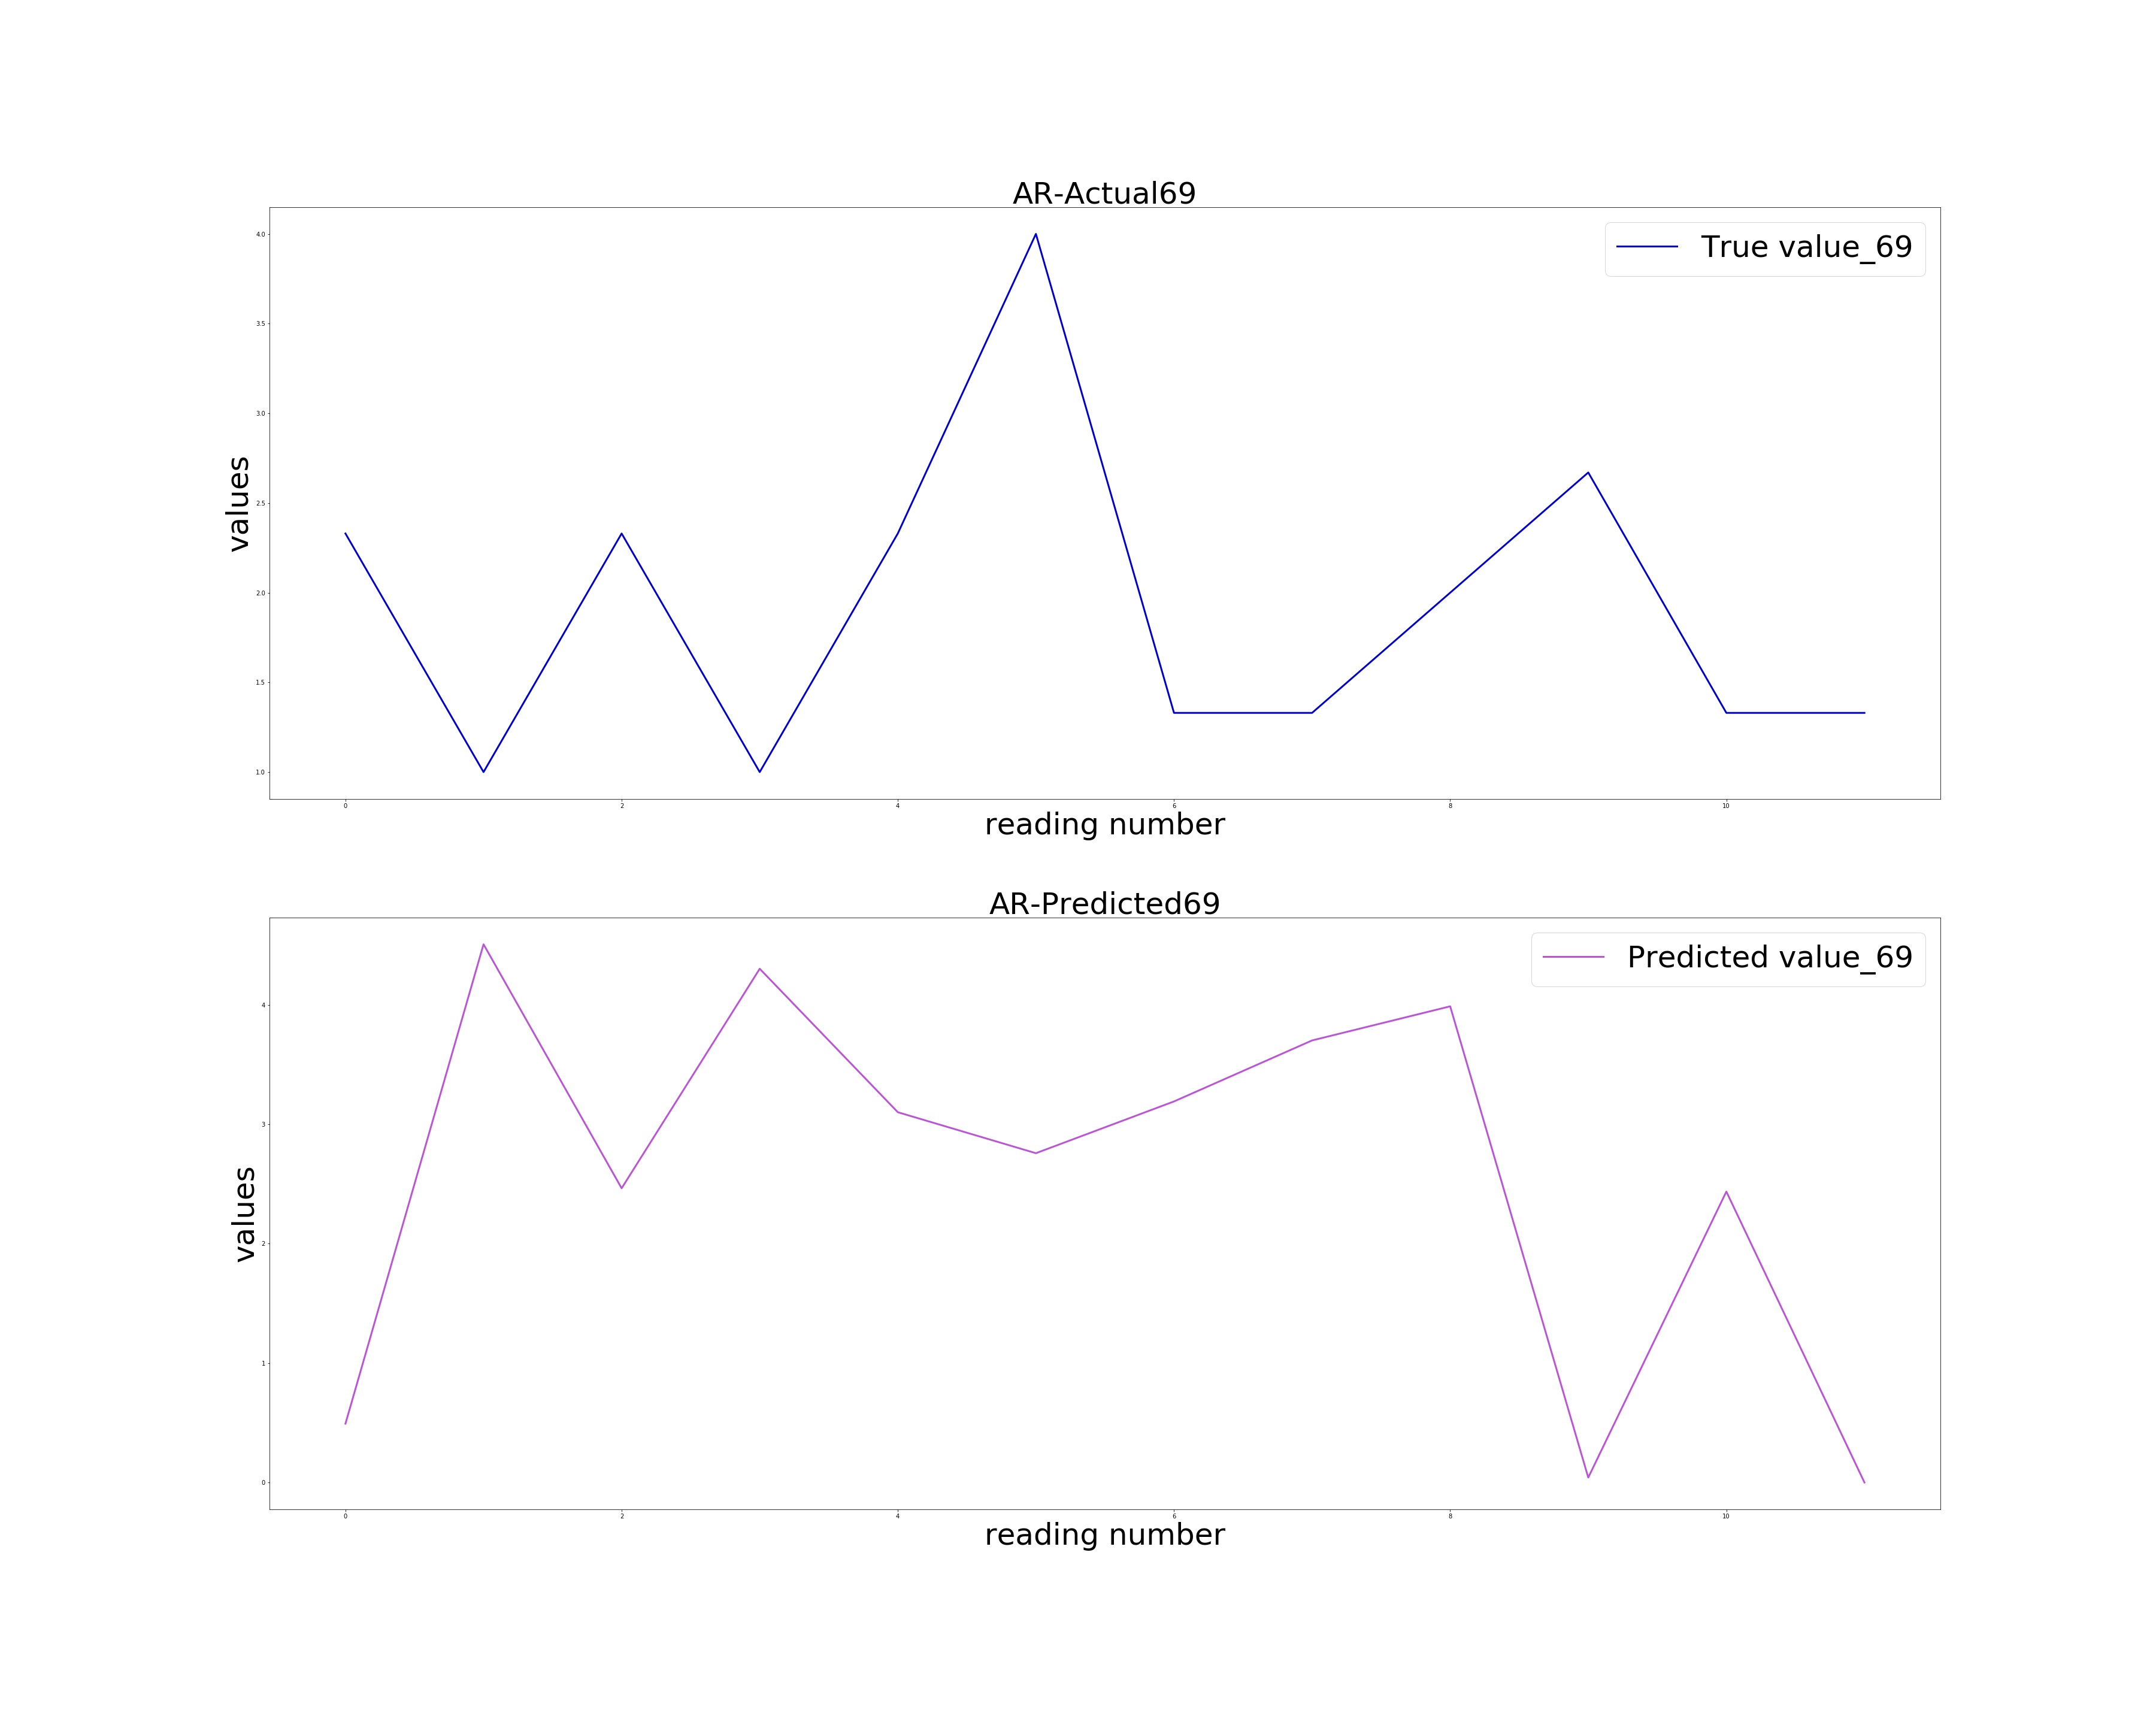 AR-Actual69
True value_69
4.0
3.5
3.0
2.5
2.0
1.5
1.0
values
0 2 4 6 8 10
reading number
AR-Predicted69
Predicted value_69
4
3
2
1
0
values
0 2 4 6 8 10
reading number